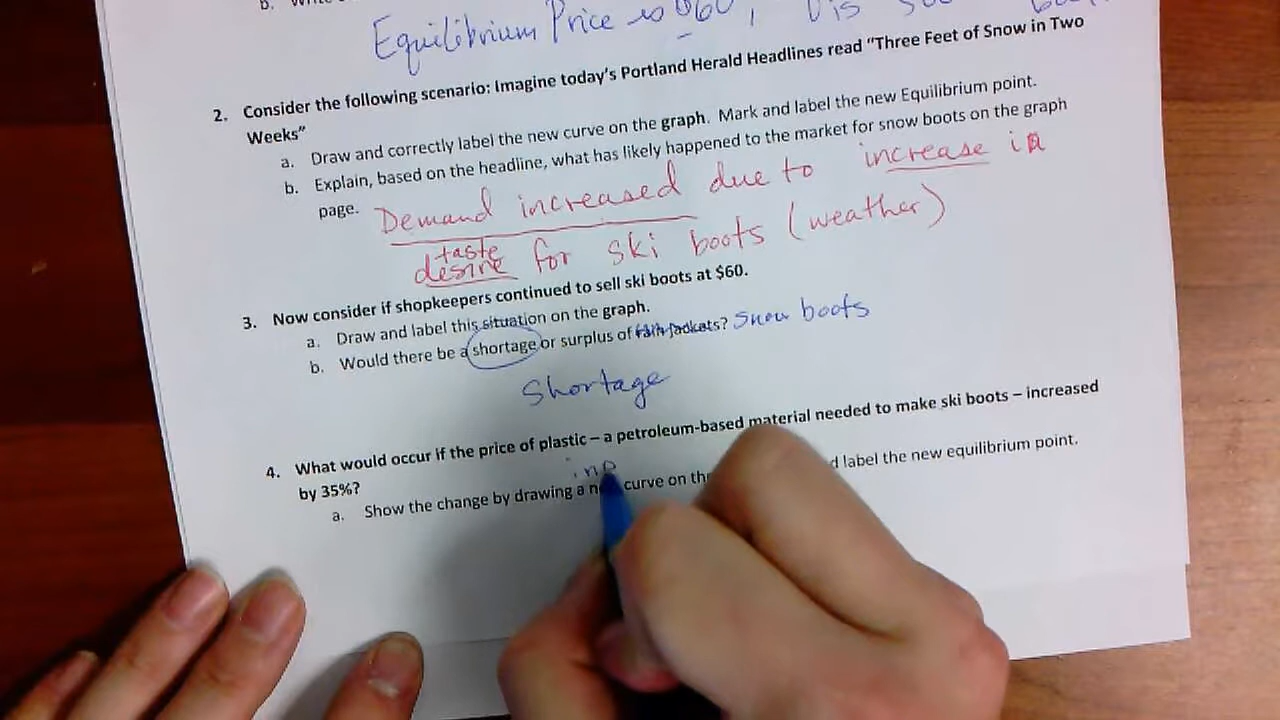 b.
Equilibrium Price is $60,
2. Consider the following scenario: Imagine today's Portland Herald Headlines read "Three Feet of Snow in Two
Weeks"
a. Draw and correctly label the new curve on the graph. Mark and label the new Equilibrium point.
b. Explain, based on the headline, what has likely happened to the market for snow boots on the graph
page.
Demand increased due to increase in
taste
desire for ski boots (weather)
3. Now consider if shopkeepers continued to sell ski boots at $60.
a. Draw and label this situation on the graph.
b. Would there be a shortage or surplus of rain jackets? Snow boots
Shortage
4. What would occur if the price of plastic – a petroleum-based material needed to make ski boots – increased
by 35%?
inp
a. Show the change by drawing a new curve on the label the new equilibrium point.